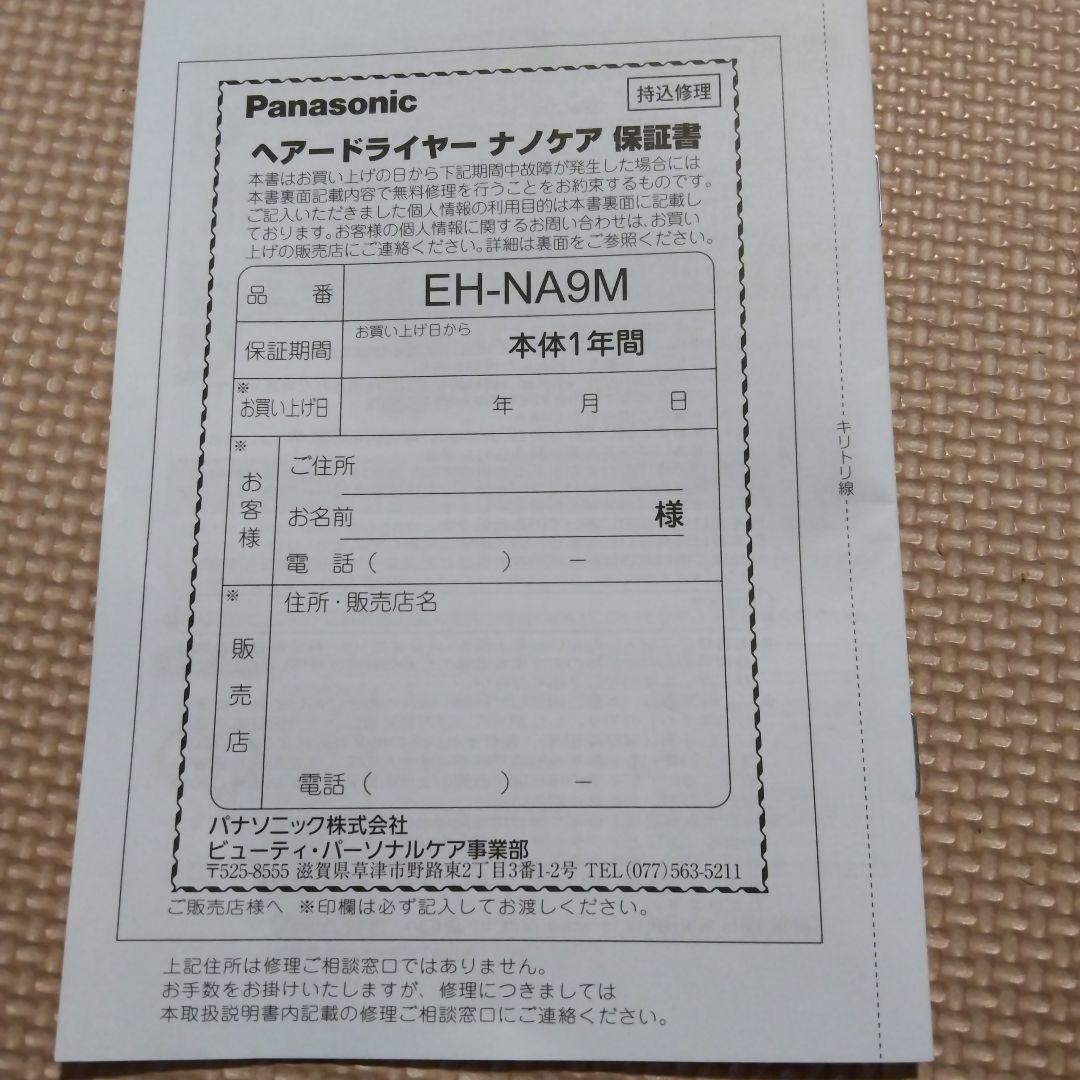 Panasonic
持込修理
ヘアードライヤー ナノケア 保証書
本書はお買い上げの日から下記期間中故障が発生した場合には
本書裏面記載内容で無料修理を行うことをお約束するものです。
ご記入いただきました個人情報の利用目的は本書裏面に記載し
ております。お客様の個人情報に関するお問い合わせは、お買い
上げの販売店にご連絡ください。詳細は裏面をご参照ください。
品 番 EH-NA9M
保証期間 お買い上げ日から 本体1年間
※
お買い上げ日 年 月 日
※
お客様
ご住所
お名前 様
電 話 ( ) −
※
販売店
住所・販売店名
電話 ( ) −
パナソニック株式会社
ビューティ・パーソナルケア事業部
〒525-8555 滋賀県草津市野路東2丁目3番1-2号 TEL(077)563-5211
ご販売店様へ ※印欄は必ず記入してお渡しください。
上記住所は修理ご相談窓口ではありません。
お手数をお掛けいたしますが、修理につきましては
本取扱説明書内記載の修理ご相談窓口にご連絡ください。
キリトリ線